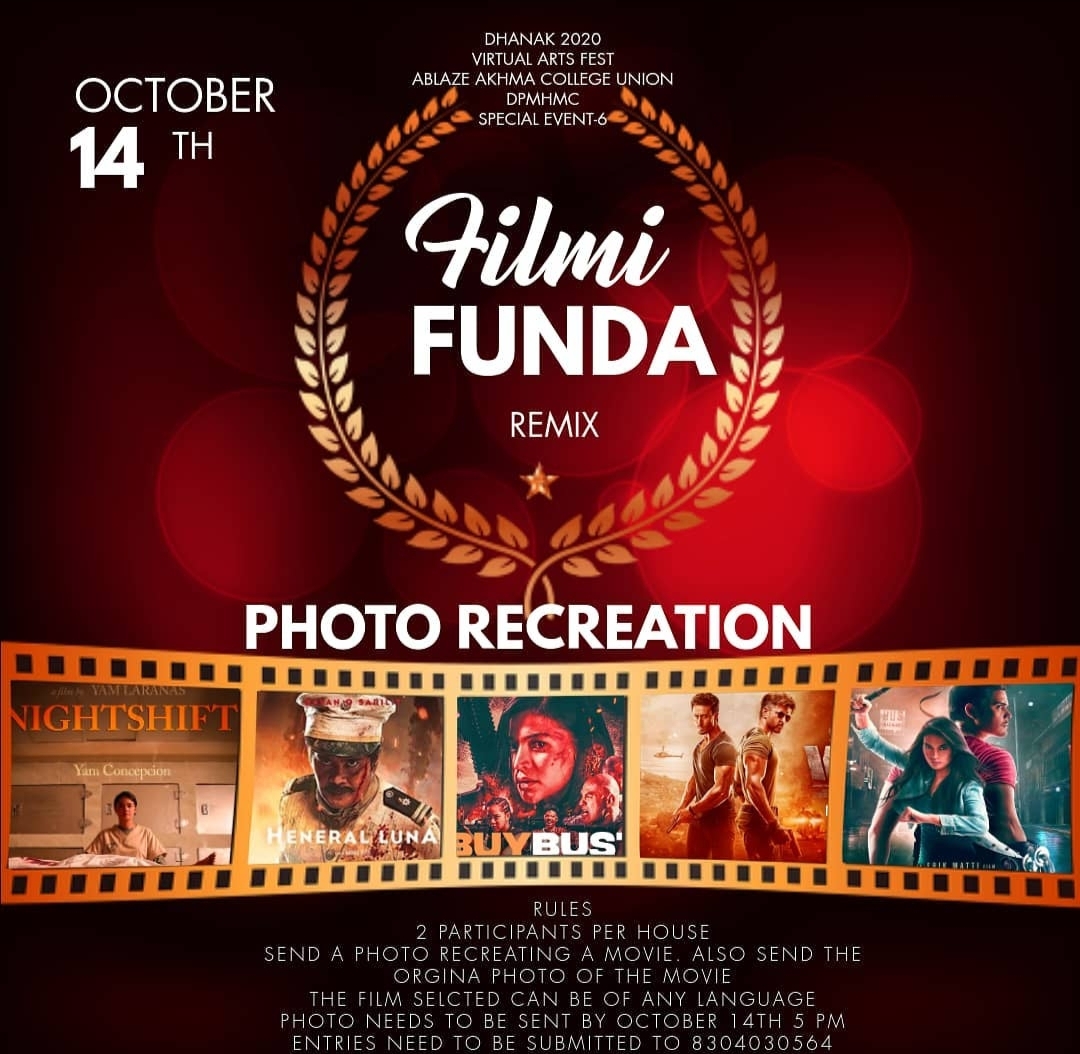 DHANAK 2020
VIRTUAL ARTS FEST
ABLAZE AKHMA COLLEGE UNION
DPMHMC
SPECIAL EVENT-6
OCTOBER
14 TH
Filmi
FUNDA
REMIX
PHOTO RECREATION
a film by YAM LARANAS
NIGHTSHIFT
Yam Concepcion
HENERAL LUNA
BUYBUS
ERIK MATTI
RULES
2 PARTICIPANTS PER HOUSE
SEND A PHOTO RECREATING A MOVIE. ALSO SEND THE
ORGINA PHOTO OF THE MOVIE
THE FILM SELCTED CAN BE OF ANY LANGUAGE
PHOTO NEEDS TO BE SENT BY OCTOBER 14TH 5 PM
ENTRIES NEED TO BE SUBMITTED TO 8304030564